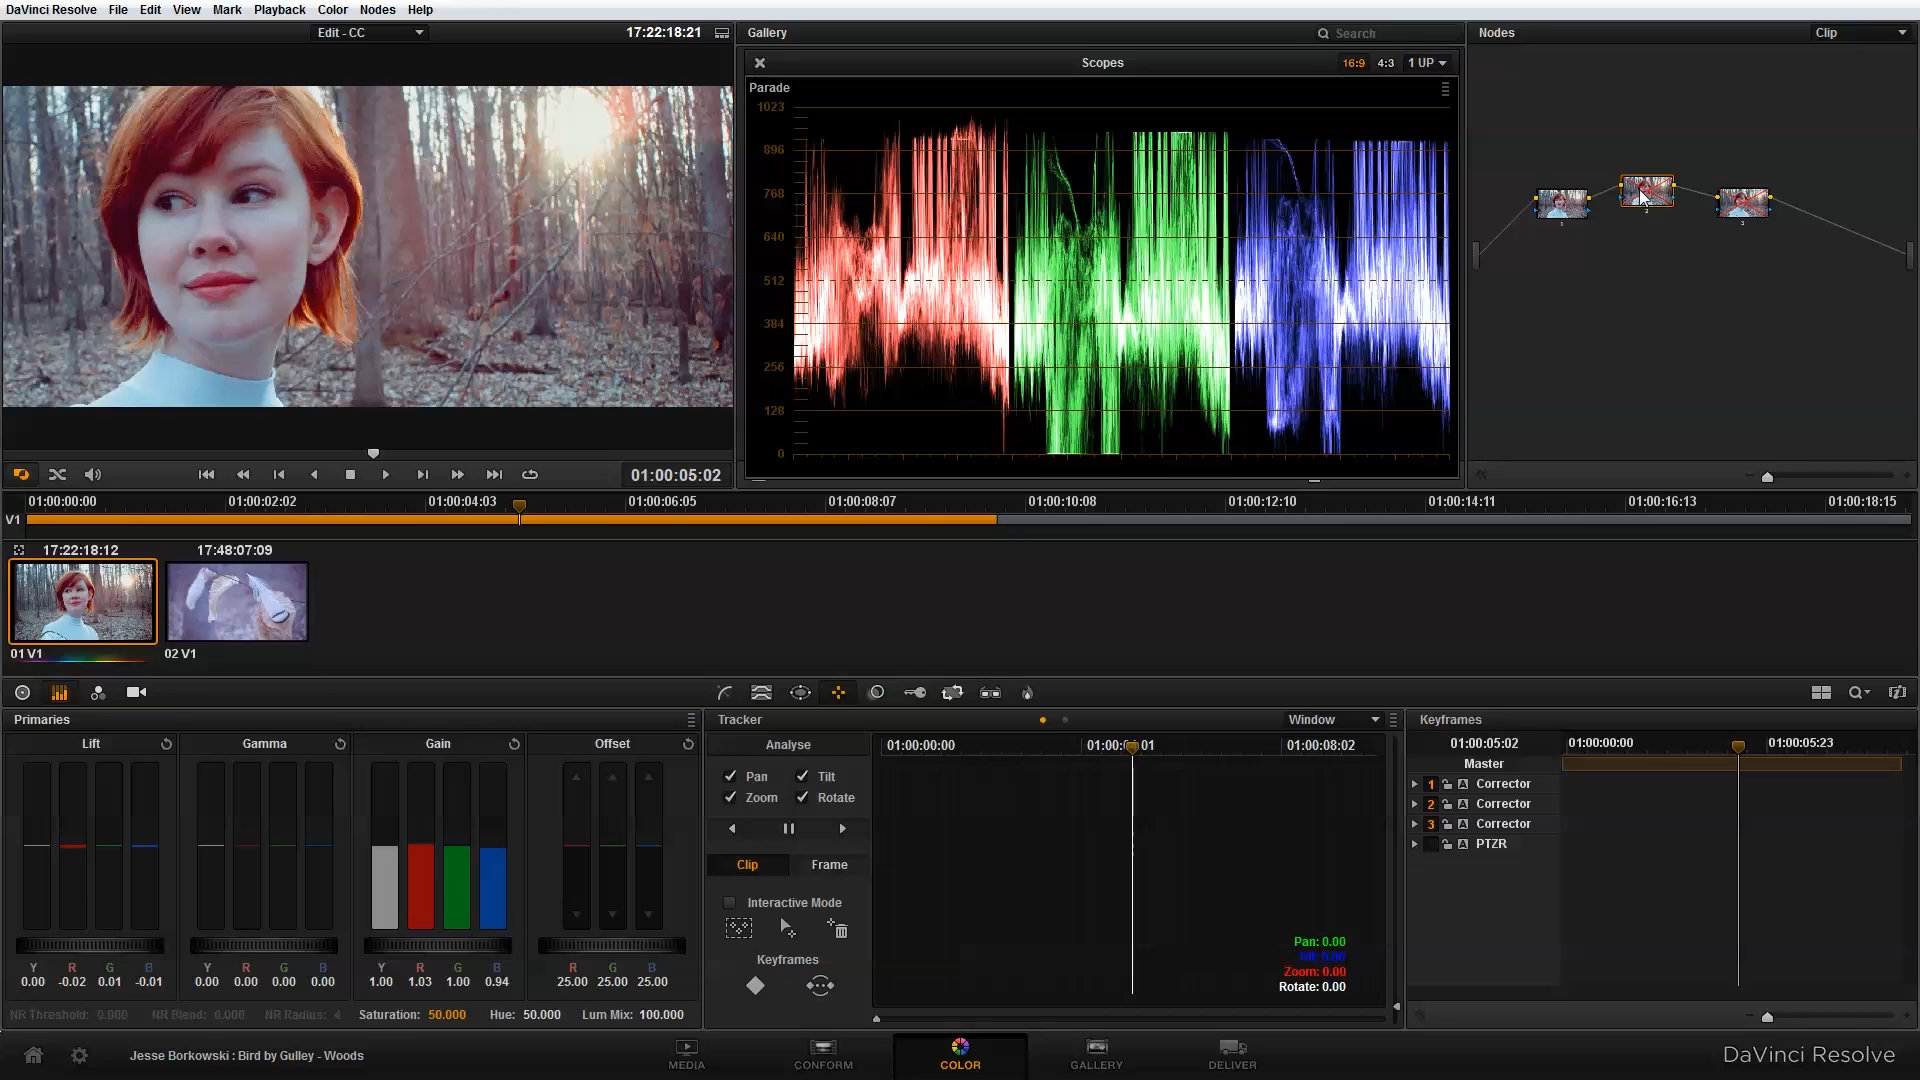 DaVinci Resolve File Edit View Mark Playback Color Nodes Help
Edit - CC 17:22:18:21
Gallery Search
Nodes Clip
Scopes 16:9 4:3 1 UP
Parade
1023
896
768
640
512
384
256
128
0
1
2
3
01:00:05:02
01:00:00:00 01:00:02:02 01:00:04:03 01:00:06:05 01:00:08:07 01:00:10:08 01:00:12:10 01:00:14:11 01:00:16:13 01:00:18:15
V1
17:22:18:12 17:48:07:09
01 V1 02 V1
Primaries
Lift Gamma Gain Offset
Y R G B Y R G B Y R G B R G B
0.00 -0.02 0.01 -0.01 0.00 0.00 0.00 0.00 1.00 1.03 1.00 0.94 25.00 25.00 25.00
NR Threshold: 0.000 NR Blend: 0.000 NR Radius: 4 Saturation: 50.000 Hue: 50.000 Lum Mix: 100.000
Tracker Window
Analyse
Pan Tilt
Zoom Rotate
Clip Frame
Interactive Mode
Keyframes
01:00:00:00 01:00: 01 01:00:08:02
Pan: 0.00
Tilt: 0.00
Zoom: 0.00
Rotate: 0.00
Keyframes
01:00:05:02 01:00:00:00 01:00:05:23
Master
1 A Corrector
2 A Corrector
3 A Corrector
A PTZR
Jesse Borkowski : Bird by Gulley - Woods
MEDIA CONFORM COLOR GALLERY DELIVER
DaVinci Resolve